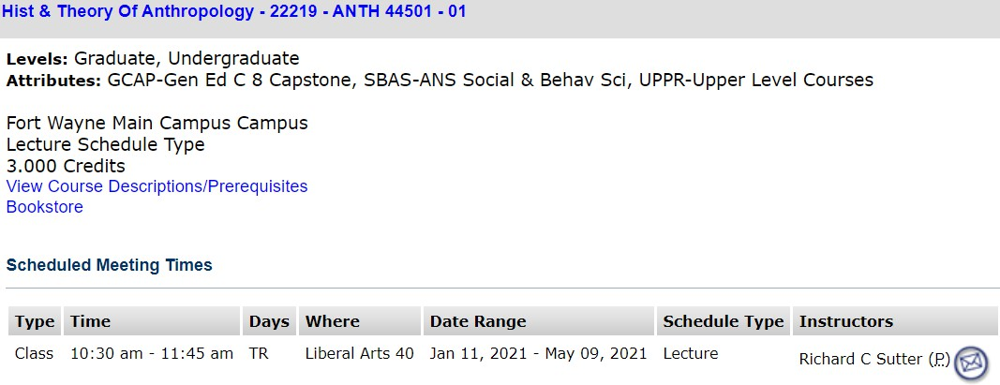 Hist & Theory Of Anthropology - 22219 - ANTH 44501 - 01
Levels: Graduate, Undergraduate
Attributes: GCAP-Gen Ed C 8 Capstone, SBAS-ANS Social & Behav Sci, UPPR-Upper Level Courses
Fort Wayne Main Campus Campus
Lecture Schedule Type
3.000 Credits
View Course Descriptions/Prerequisites
Bookstore
Scheduled Meeting Times
Type Time Days Where Date Range Schedule Type Instructors
Class 10:30 am - 11:45 am TR Liberal Arts 40 Jan 11, 2021 - May 09, 2021 Lecture Richard C Sutter (P)